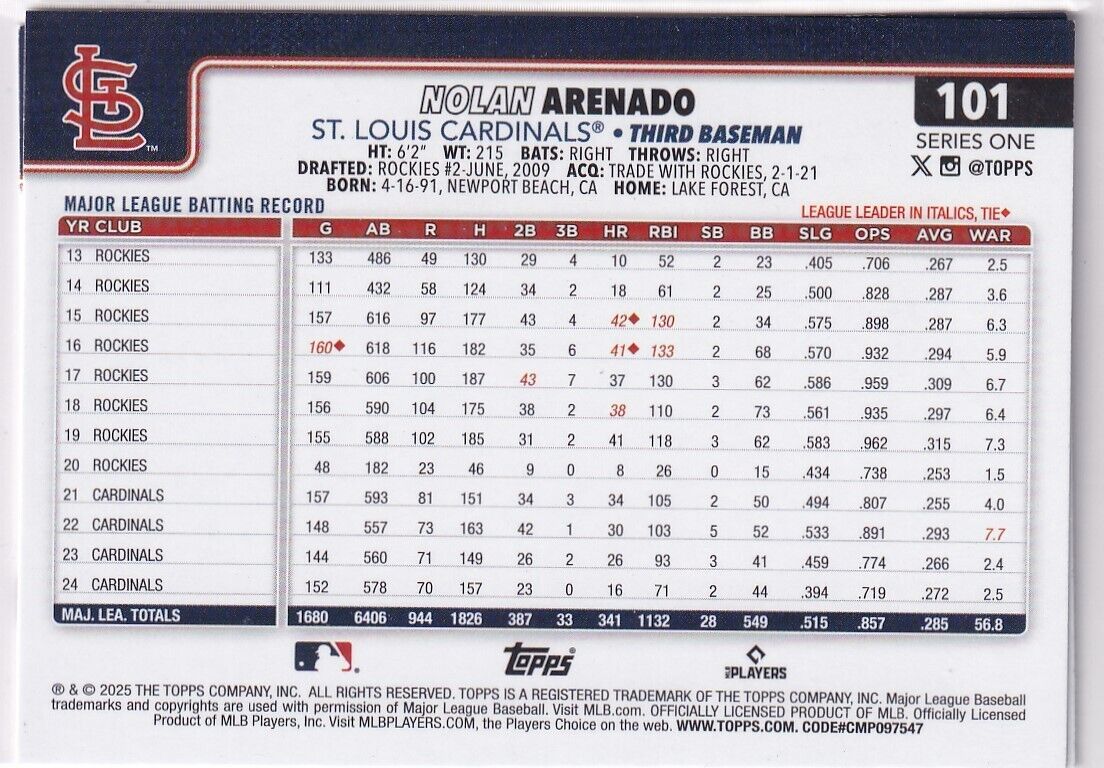 STL™
NOLAN ARENADO
ST. LOUIS CARDINALS® • THIRD BASEMAN
HT: 6'2" WT: 215 BATS: RIGHT THROWS: RIGHT
DRAFTED: ROCKIES #2-JUNE, 2009 ACQ: TRADE WITH ROCKIES, 2-1-21
BORN: 4-16-91, NEWPORT BEACH, CA HOME: LAKE FOREST, CA
101
SERIES ONE
X @TOPPS
MAJOR LEAGUE BATTING RECORD
LEAGUE LEADER IN ITALICS, TIE◆
YR CLUB G AB R H 2B 3B HR RBI SB BB SLG OPS AVG WAR
13 ROCKIES 133 486 49 130 29 4 10 52 2 23 .405 .706 .267 2.5
14 ROCKIES 111 432 58 124 34 2 18 61 2 25 .500 .828 .287 3.6
15 ROCKIES 157 616 97 177 43 4 42◆ 130 2 34 .575 .898 .287 6.3
16 ROCKIES 160◆ 618 116 182 35 6 41◆ 133 2 68 .570 .932 .294 5.9
17 ROCKIES 159 606 100 187 43 7 37 130 3 62 .586 .959 .309 6.7
18 ROCKIES 156 590 104 175 38 2 38 110 2 73 .561 .935 .297 6.4
19 ROCKIES 155 588 102 185 31 2 41 118 3 62 .583 .962 .315 7.3
20 ROCKIES 48 182 23 46 9 0 8 26 0 15 .434 .738 .253 1.5
21 CARDINALS 157 593 81 151 34 3 34 105 2 50 .494 .807 .255 4.0
22 CARDINALS 148 557 73 163 42 1 30 103 5 52 .533 .891 .293 7.7
23 CARDINALS 144 560 71 149 26 2 26 93 3 41 .459 .774 .266 2.4
24 CARDINALS 152 578 70 157 23 0 16 71 2 44 .394 .719 .272 2.5
MAJ. LEA. TOTALS 1680 6406 944 1826 387 33 341 1132 28 549 .515 .857 .285 56.8
Topps®
MLB PLAYERS
® & © 2025 THE TOPPS COMPANY, INC. ALL RIGHTS RESERVED. TOPPS IS A REGISTERED TRADEMARK OF THE TOPPS COMPANY, INC. Major League Baseball
trademarks and copyrights are used with permission of Major League Baseball. Visit MLB.com. OFFICIALLY LICENSED PRODUCT OF MLB. Officially Licensed
Product of MLB Players, Inc. Visit MLBPLAYERS.COM, the Players Choice on the web. WWW.TOPPS.COM. CODE#CMP097547